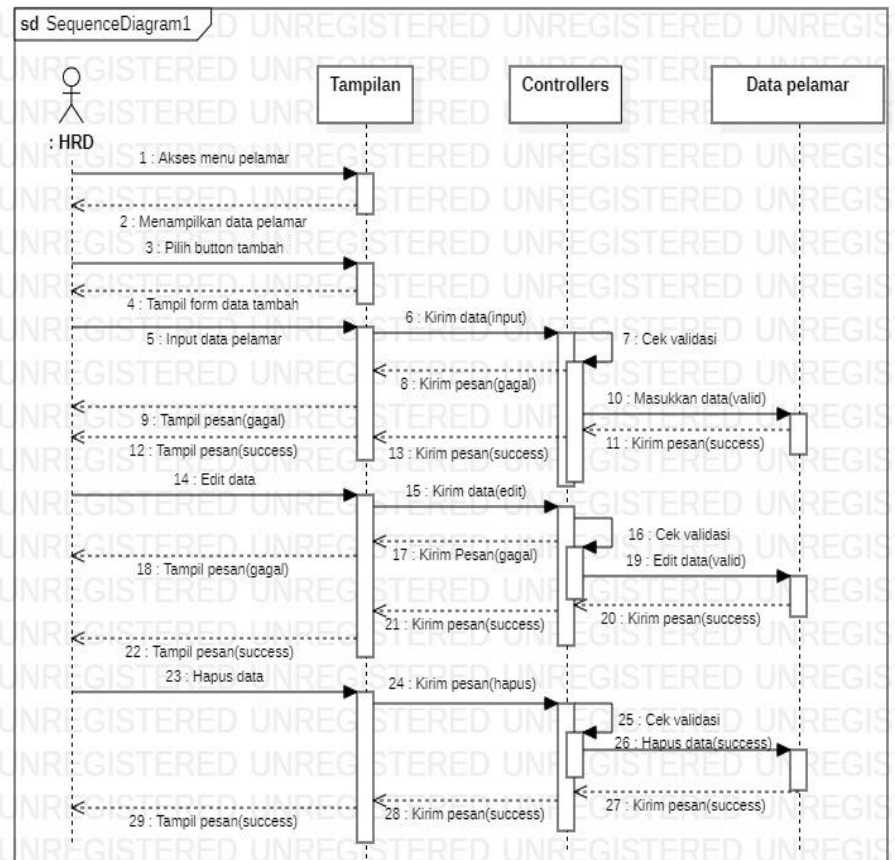 sd SequenceDiagram1
Tampilan
Controllers
Data pelamar
: HRD
1 : Akses menu pelamar
2 : Menampilkan data pelamar
3 : Pilih button tambah
4 : Tampil form data tambah
5 : Input data pelamar
6 : Kirim data(input)
7 : Cek validasi
8 : Kirim pesan(gagal)
9 : Tampil pesan(gagal)
10 : Masukkan data(valid)
11 : Kirim pesan(success)
12 : Tampil pesan(success)
13 : Kirim pesan(success)
14 : Edit data
15 : Kirim data(edit)
16 : Cek validasi
17 : Kirim Pesan(gagal)
18 : Tampil pesan(gagal)
19 : Edit data(valid)
20 : Kirim pesan(success)
21 : Kirim pesan(success)
22 : Tampil pesan(success)
23 : Hapus data
24 : Kirim pesan(hapus)
25 : Cek validasi
26 : Hapus data(success)
27 : Kirim pesan(success)
28 : Kirim pesan(success)
29 : Tampil pesan(success)
UNREGISTERED